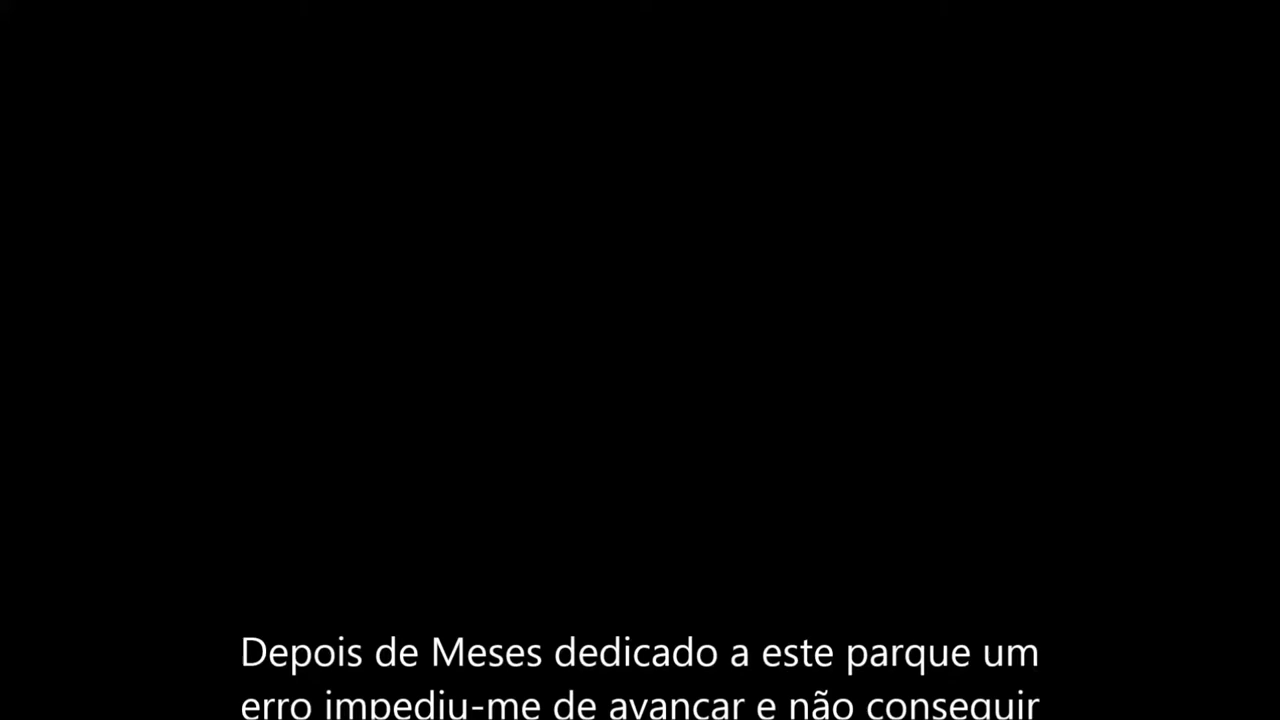 Depois de Meses dedicado a este parque um
erro impediu-me de avançar e não conseguir